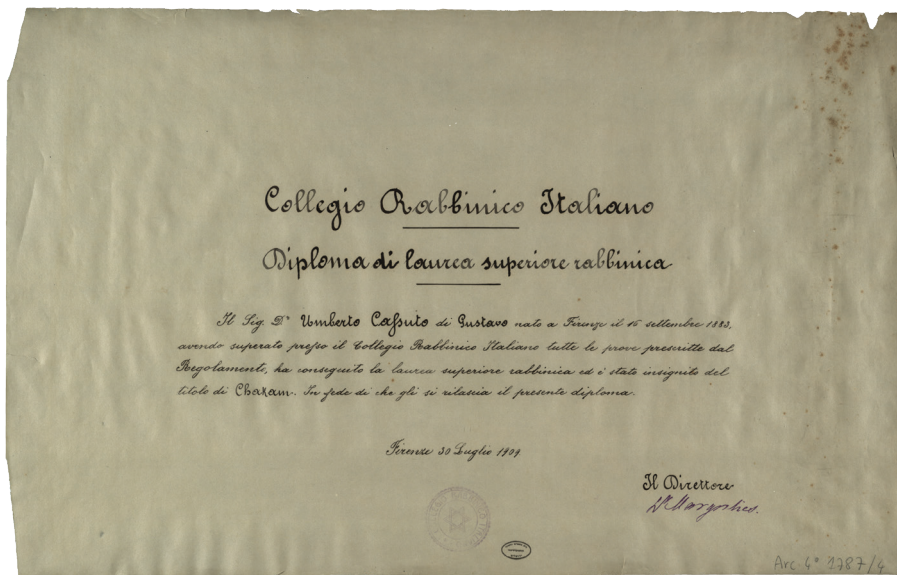 Collegio Rabbinico Italiano
Diploma di laurea superiore rabbinica
Il Sig. Dr Umberto Cassuto di Gustavo nato a Firenze il 16 settembre 1883,
avendo superato presso il Collegio Rabbinico Italiano tutte le prove prescritte dal
Regolamento, ha conseguito la laurea superiore rabbinica ed è stato insignito del
titolo di Chaxam. In fede di che gli si rilascia il presente diploma.
Firenze 30 Luglio 1909
Il Direttore
Arc. 4° 1787/4